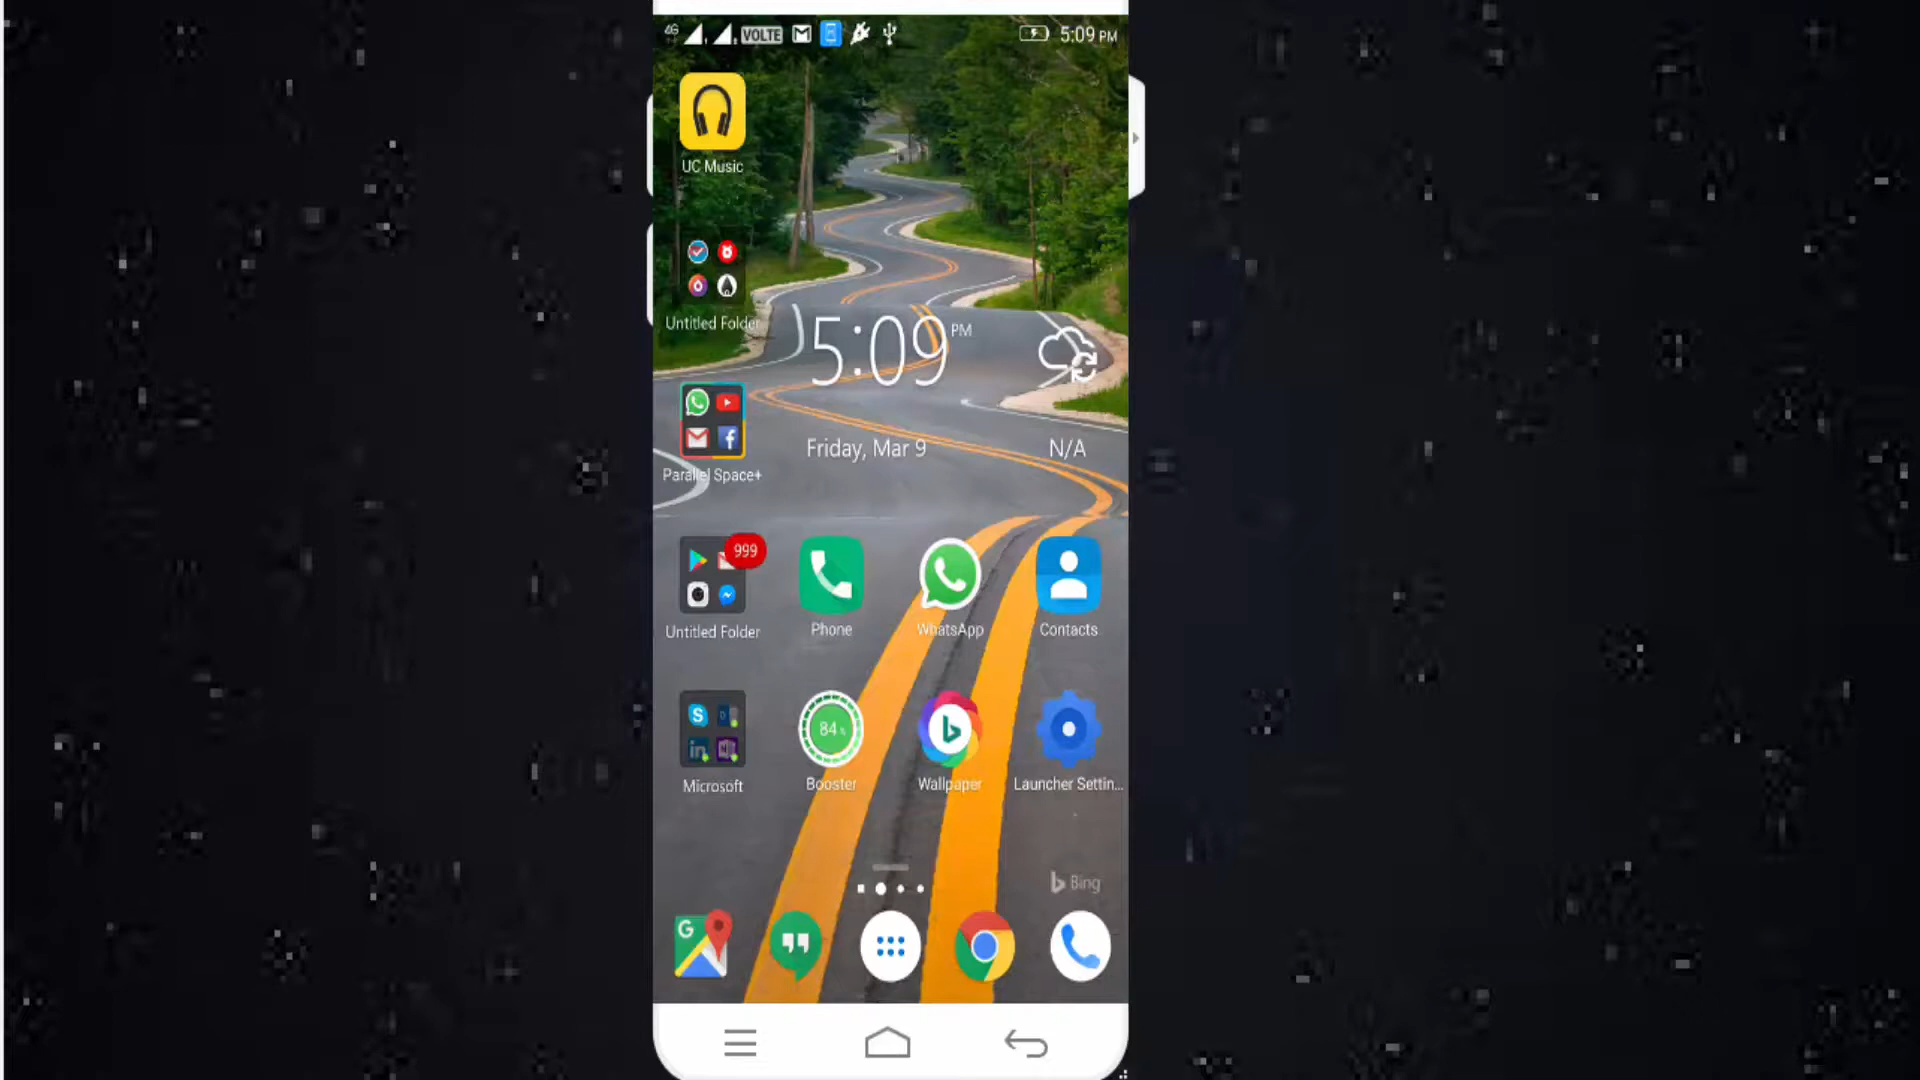 4G VOLTE 5:09 PM
UC Music
Untitled Folder
5:09 PM
Friday, Mar 9
N/A
Parallel Space+
999
Untitled Folder
Phone
WhatsApp
Contacts
84%
Microsoft
Booster
Wallpaper
Launcher Settin...
Bing